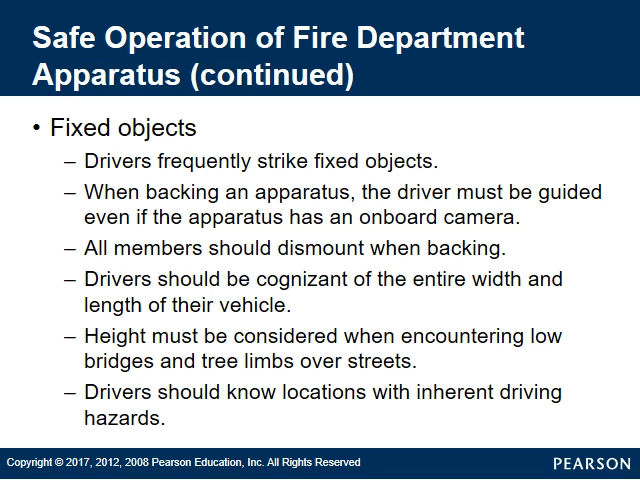 Safe Operation of Fire Department
Apparatus (continued)
• Fixed objects
– Drivers frequently strike fixed objects.
– When backing an apparatus, the driver must be guided
even if the apparatus has an onboard camera.
– All members should dismount when backing.
– Drivers should be cognizant of the entire width and
length of their vehicle.
– Height must be considered when encountering low
bridges and tree limbs over streets.
– Drivers should know locations with inherent driving
hazards.
Copyright © 2017, 2012, 2008 Pearson Education, Inc. All Rights Reserved
PEARSON